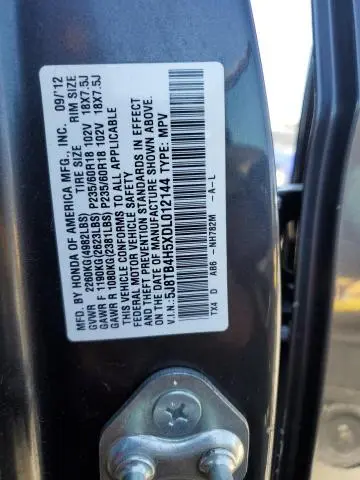 MFD. BY HONDA OF AMERICA MFG., INC. 09/'12
TIRE SIZE RIM SIZE
GVWR 2260KG(4982LBS)
GAWR F 1190KG(2623LBS) P235/60R18 102V 18X7.5J
GAWR R 1080KG(2381LBS) P235/60R18 102V 18X7.5J
THIS VEHICLE CONFORMS TO ALL APPLICABLE
FEDERAL MOTOR VEHICLE SAFETY
AND THEFT PREVENTION STANDARDS IN EFFECT
ON THE DATE OF MANUFACTURE SHOWN ABOVE.
V.I.N.:5J8TB4H5X0L012144 TYPE: MPV
TX4 D AB6 - NH782M -A-L